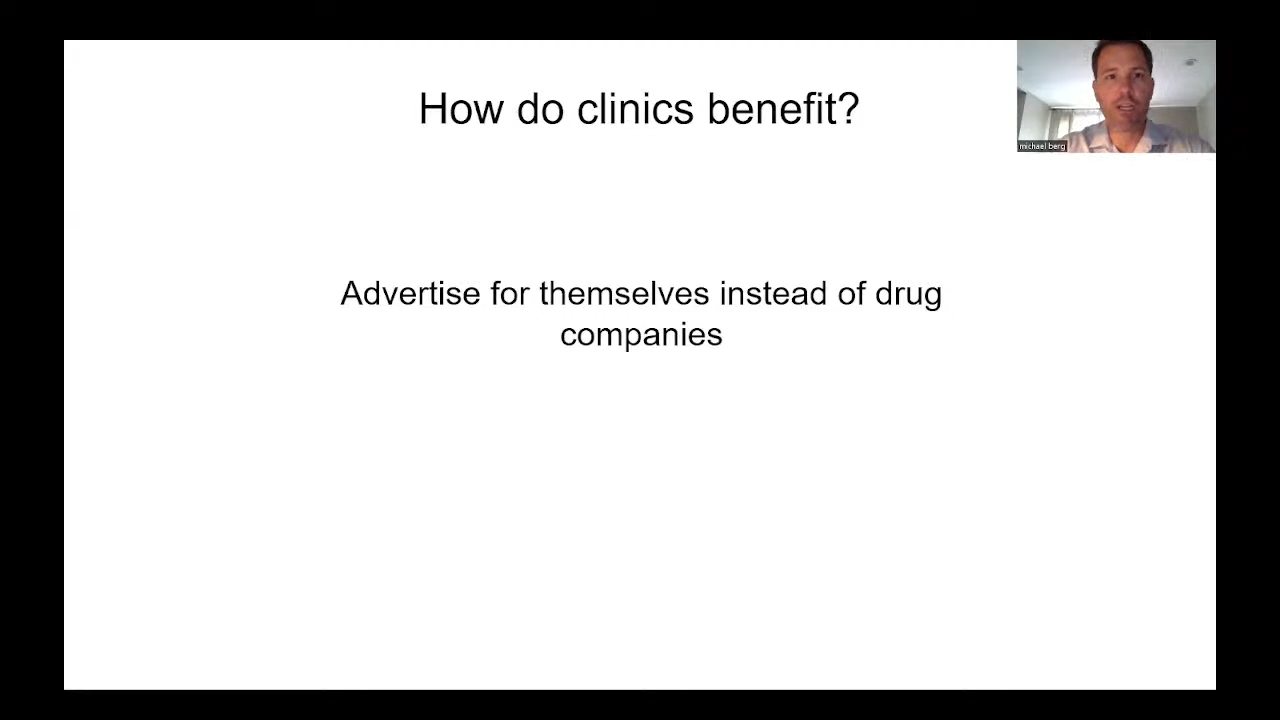 How do clinics benefit?
michael berg
Advertise for themselves instead of drug
companies